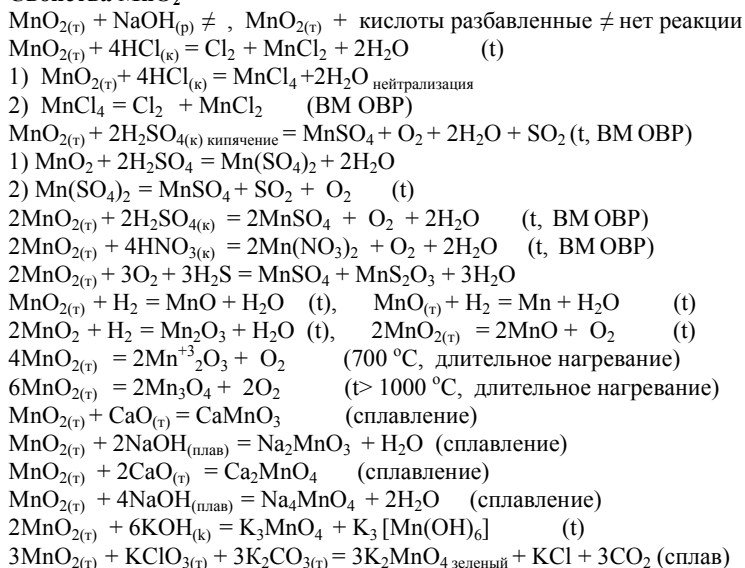 Свойства MnO₂
MnO₂₍ₜ₎ + NaOH₍ₚ₎ ≠ , MnO₂₍ₜ₎ + кислоты разбавленные ≠ нет реакции
MnO₂₍ₜ₎ + 4HCl₍ₖ₎ = Cl₂ + MnCl₂ + 2H₂O (t)
1) MnO₂₍ₜ₎+ 4HCl₍ₖ₎ = MnCl₄ +2H₂O нейтрализация
2) MnCl₄ = Cl₂ + MnCl₂ (ВМ ОВР)
MnO₂₍ₜ₎ + 2H₂SO₄₍ₖ₎ кипячение = MnSO₄ + O₂ + 2H₂O + SO₂ (t, ВМ ОВР)
1) MnO₂ + 2H₂SO₄ = Mn(SO₄)₂ + 2H₂O
2) Mn(SO₄)₂ = MnSO₄ + SO₂ + O₂ (t)
2MnO₂₍ₜ₎ + 2H₂SO₄₍ₖ₎ = 2MnSO₄ + O₂ + 2H₂O (t, ВМ ОВР)
2MnO₂₍ₜ₎ + 4HNO₃₍ₖ₎ = 2Mn(NO₃)₂ + O₂ + 2H₂O (t, ВМ ОВР)
2MnO₂₍ₜ₎ + 3O₂ + 3H₂S = MnSO₄ + MnS₂O₃ + 3H₂O
MnO₂₍ₜ₎ + H₂ = MnO + H₂O (t), MnO₍ₜ₎ + H₂ = Mn + H₂O (t)
2MnO₂ + H₂ = Mn₂O₃ + H₂O (t), 2MnO₂₍ₜ₎ = 2MnO + O₂ (t)
4MnO₂₍ₜ₎ = 2Mn⁺³₂O₃ + O₂ (700 °C, длительное нагревание)
6MnO₂₍ₜ₎ = 2Mn₃O₄ + 2O₂ (t> 1000 °C, длительное нагревание)
MnO₂₍ₜ₎ + CaO₍ₜ₎ = CaMnO₃ (сплавление)
MnO₂₍ₜ₎ + 2NaOH(плав) = Na₂MnO₃ + H₂O (сплавление)
MnO₂₍ₜ₎ + 2CaO₍ₜ₎ = Ca₂MnO₄ (сплавление)
MnO₂₍ₜ₎ + 4NaOH(плав) = Na₄MnO₄ + 2H₂O (сплавление)
2MnO₂₍ₜ₎ + 6KOH₍ₖ₎ = K₃MnO₄ + K₃ [Mn(OH)₆] (t)
3MnO₂₍ₜ₎ + KClO₃₍ₜ₎ + 3K₂CO₃₍ₜ₎ = 3K₂MnO₄ зеленый + KCl + 3CO₂ (сплав)